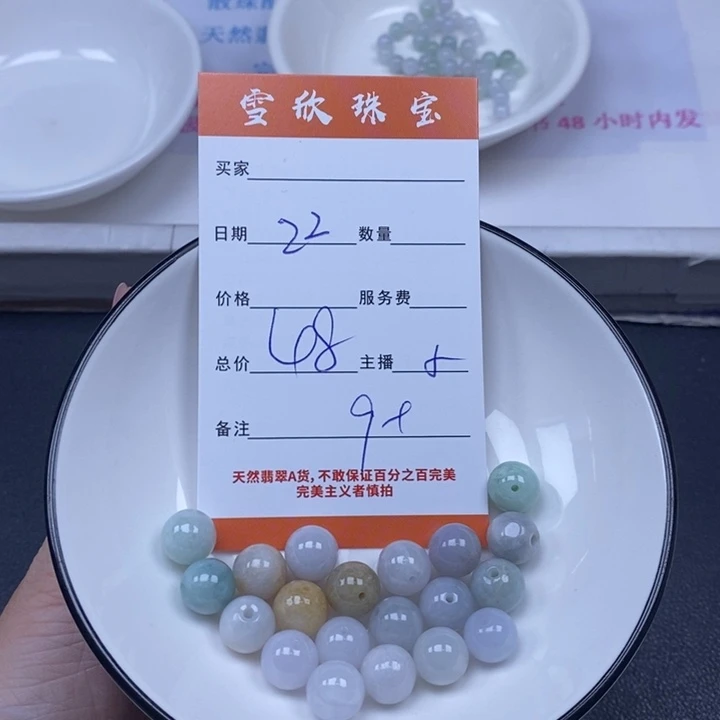 天然翡
书 48 小时内发
雪欣珠宝
买家
日期 22 数量
价格 服务费
总价 68 主播
备注 9+
天然翡翠A货,不敢保证百分之百完美
完美主义者慎拍